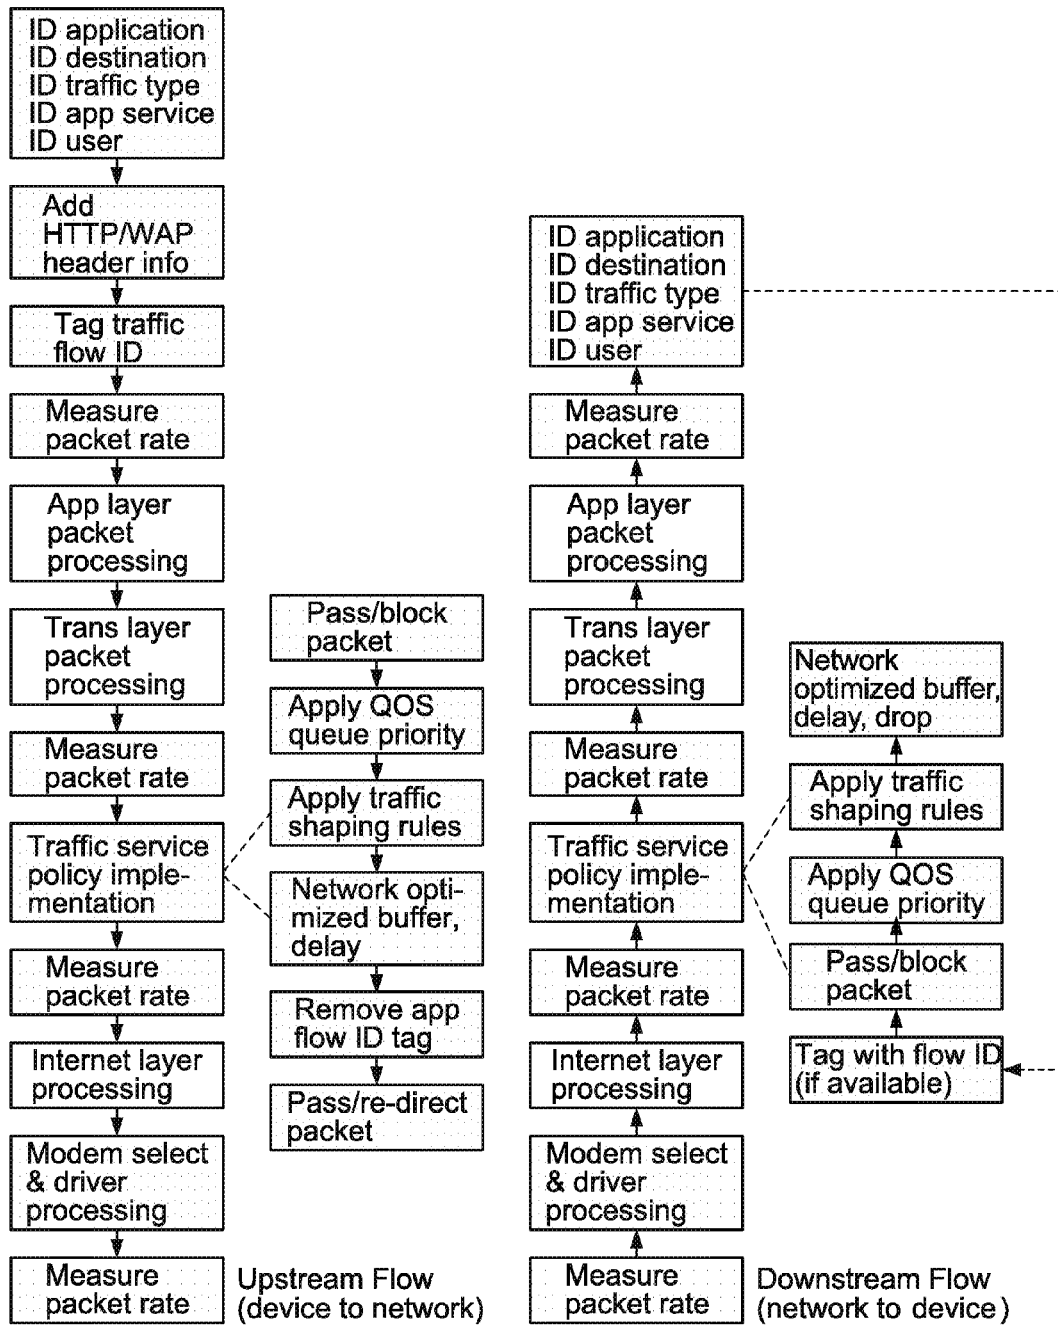 ID application
ID destination
ID traffic type
ID app service
ID user
Add
HTTP/WAP
header info
Tag traffic
flow ID
Measure
packet rate
App layer
packet
processing
Trans layer
packet
processing
Measure
packet rate
Traffic service
policy imple-
mentation
Measure
packet rate
Internet layer
processing
Modem select
& driver
processing
Measure
packet rate
Upstream Flow
(device to network)
Pass/block
packet
Apply QOS
queue priority
Apply traffic
shaping rules
Network opti-
mized buffer,
delay
Remove app
flow ID tag
Pass/re-direct
packet
ID application
ID destination
ID traffic type
ID app service
ID user
Measure
packet rate
App layer
packet
processing
Trans layer
packet
processing
Measure
packet rate
Traffic service
policy imple-
mentation
Measure
packet rate
Internet layer
processing
Modem select
& driver
processing
Measure
packet rate
Downstream Flow
(network to device)
Network
optimized buffer,
delay, drop
Apply traffic
shaping rules
Apply QOS
queue priority
Pass/block
packet
Tag with flow ID
(if available)